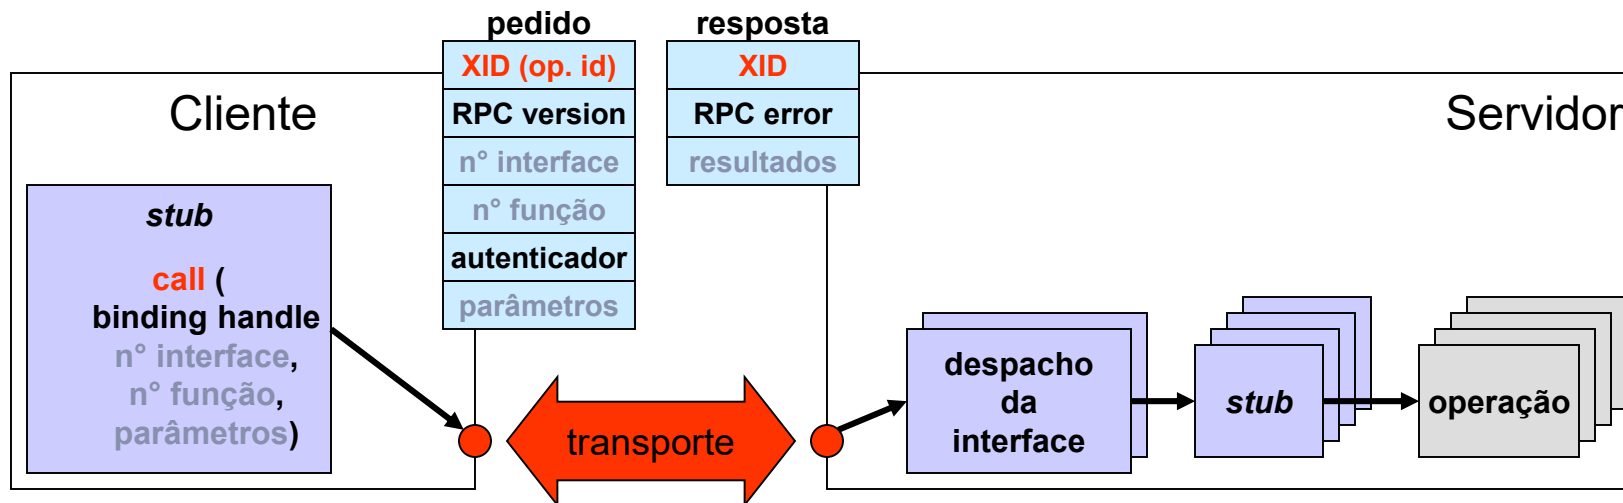 pedido
XID (op. id)
RPC version
n° interface
n° função
autenticador
parâmetros
resposta
XID
RPC error
resultados
Cliente
stub
call (
binding handle
n° interface,
n° função,
parâmetros)
transporte
Servidor
despacho
da
interface
stub
operação